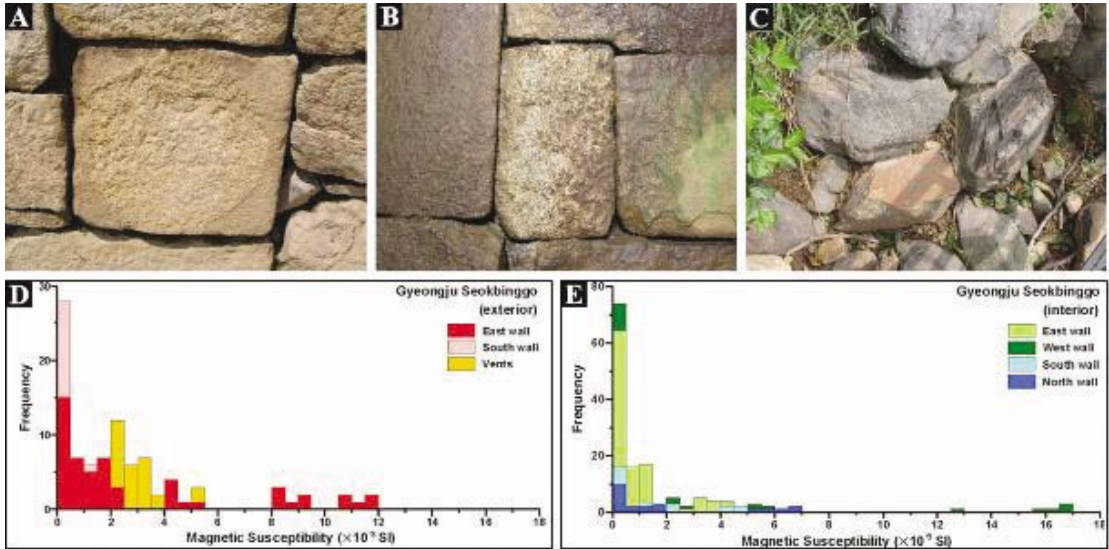 A
B
C
D
Gyeongju Seokbinggo
(exterior)
East wall
South wall
Vents
Frequency
30
20
10
0
0 2 4 6 8 10 12 14 16 18
Magnetic Susceptibility (×10⁻³ SI)
E
Gyeongju Seokbinggo
(interior)
East wall
West wall
South wall
North wall
Frequency
80
60
40
20
0
0 2 4 6 8 10 12 14 16 18
Magnetic Susceptibility (×10⁻³ SI)